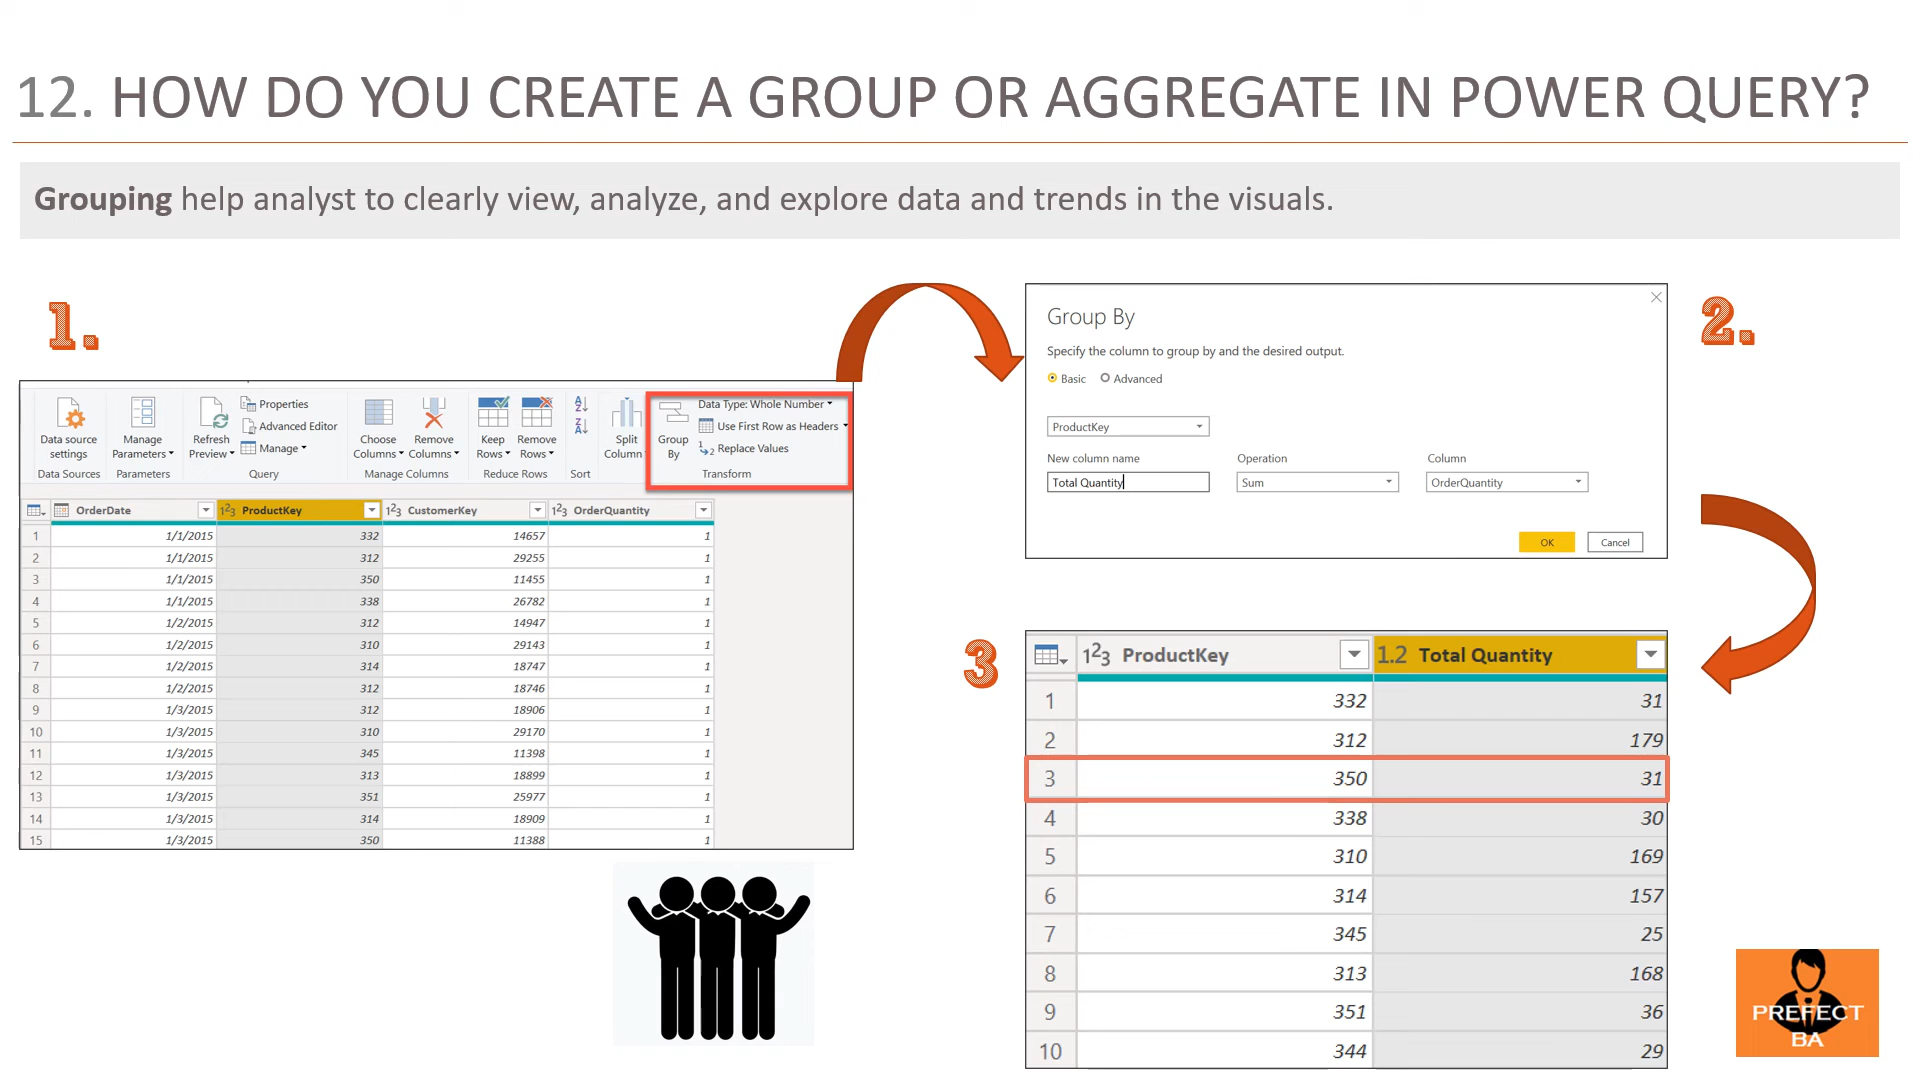 12. HOW DO YOU CREATE A GROUP OR AGGREGATE IN POWER QUERY?
Grouping help analyst to clearly view, analyze, and explore data and trends in the visuals.
1.
Data source settings
Data Sources
Manage Parameters
Parameters
Refresh Preview
Properties
Advanced Editor
Manage
Query
Choose Columns
Remove Columns
Manage Columns
Keep Rows
Remove Rows
Reduce Rows
Sort
Split Column
Group By
Data Type: Whole Number
Use First Row as Headers
Replace Values
Transform
OrderDate ProductKey CustomerKey OrderQuantity
1 1/1/2015 332 14657 1
2 1/1/2015 312 29255 1
3 1/1/2015 350 11455 1
4 1/1/2015 338 26782 1
5 1/2/2015 312 14947 1
6 1/2/2015 310 29143 1
7 1/2/2015 314 18747 1
8 1/2/2015 312 18746 1
9 1/3/2015 312 18906 1
10 1/3/2015 310 29170 1
11 1/3/2015 345 11398 1
12 1/3/2015 313 18899 1
13 1/3/2015 351 25977 1
14 1/3/2015 314 18909 1
15 1/3/2015 350 11388 1
2.
Group By
Specify the column to group by and the desired output.
Basic Advanced
ProductKey
New column name Operation Column
Total Quantity Sum OrderQuantity
OK Cancel
3
123 ProductKey 1.2 Total Quantity
1 332 31
2 312 179
3 350 31
4 338 30
5 310 169
6 314 157
7 345 25
8 313 168
9 351 36
10 344 29
PREFECT
BA